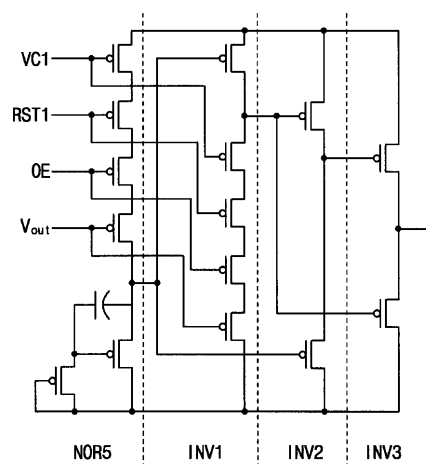 VC1
RST1
OE
Vout
NOR5 INV1 INV2 INV3